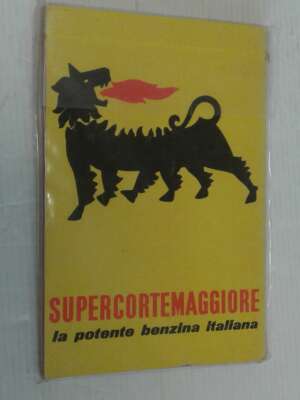 SUPERCORTEMAGGIORE
la potente benzina italiana